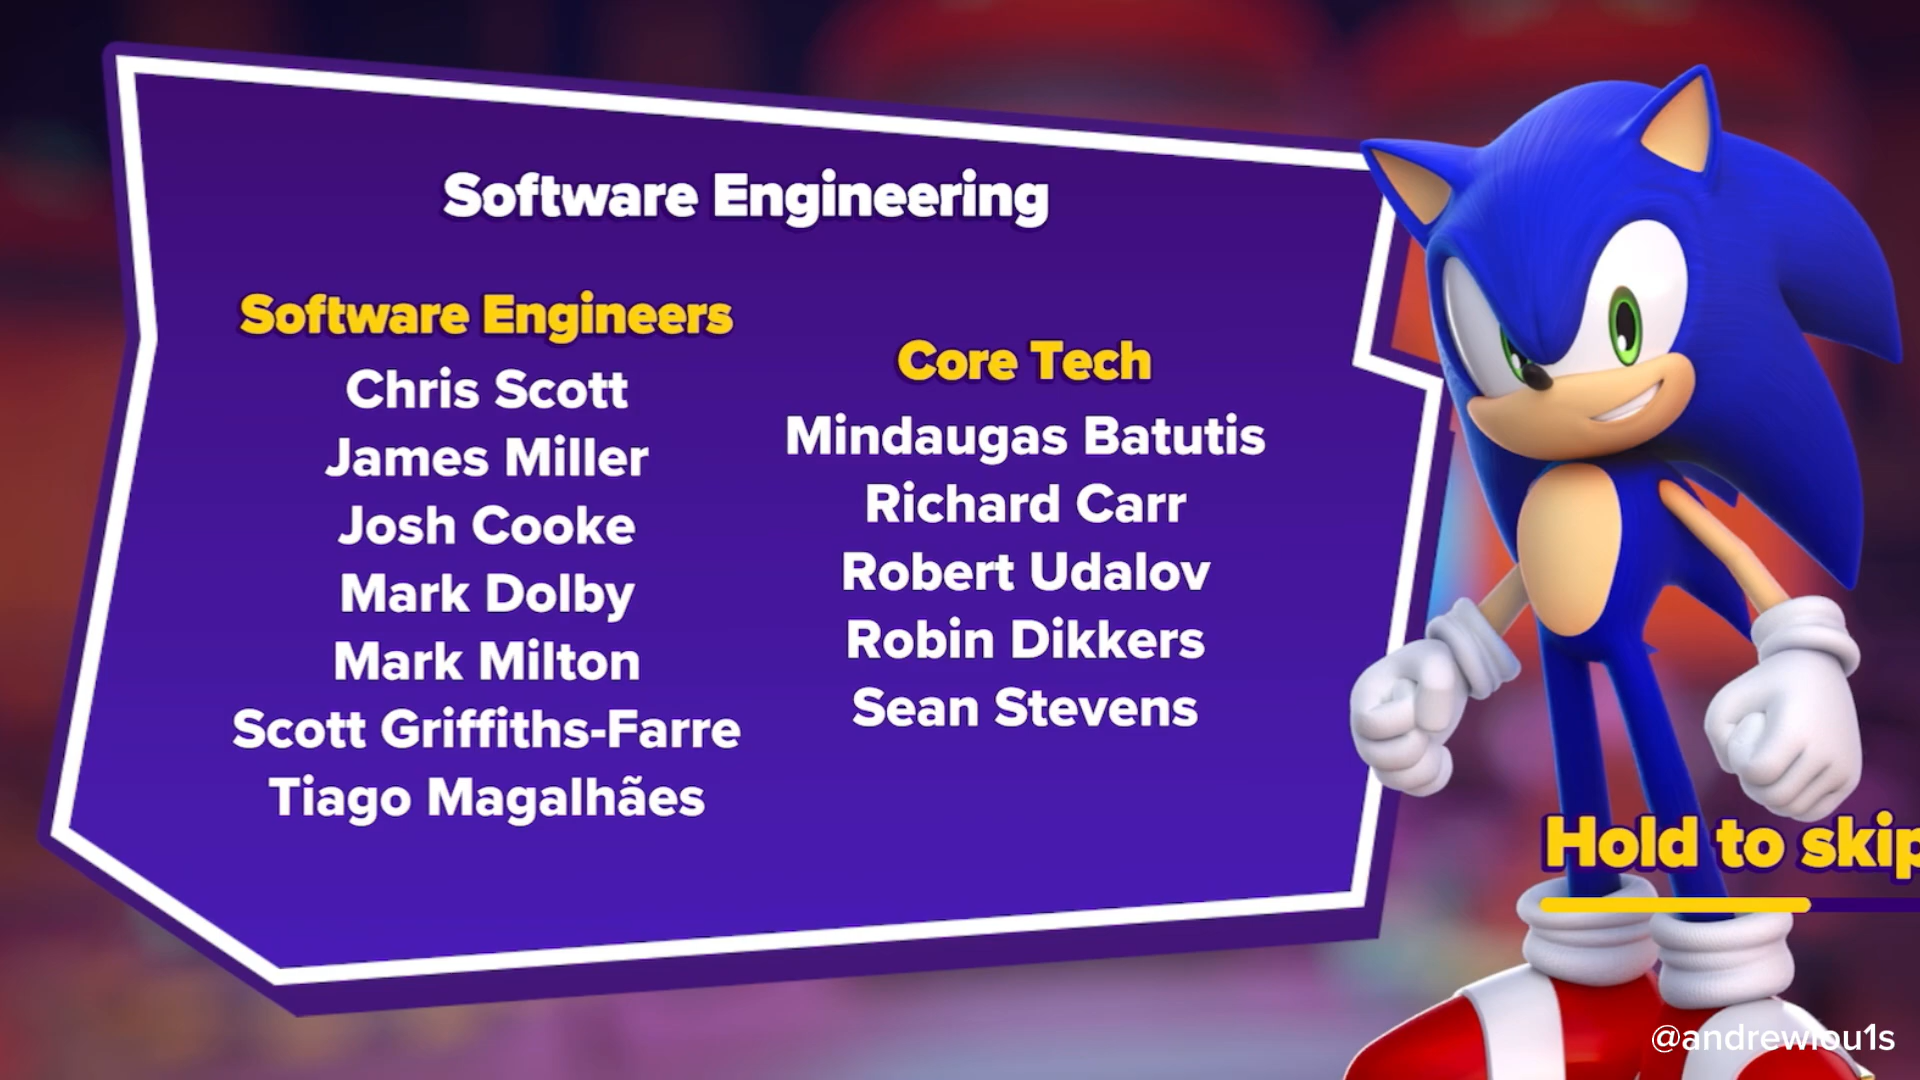 Software Engineering
Software Engineers
Chris Scott
James Miller
Josh Cooke
Mark Dolby
Mark Milton
Scott Griffiths-Farre
Tiago Magalhães
Core Tech
Mindaugas Batutis
Richard Carr
Robert Udalov
Robin Dikkers
Sean Stevens
Hold to skip
@andrewlou1s